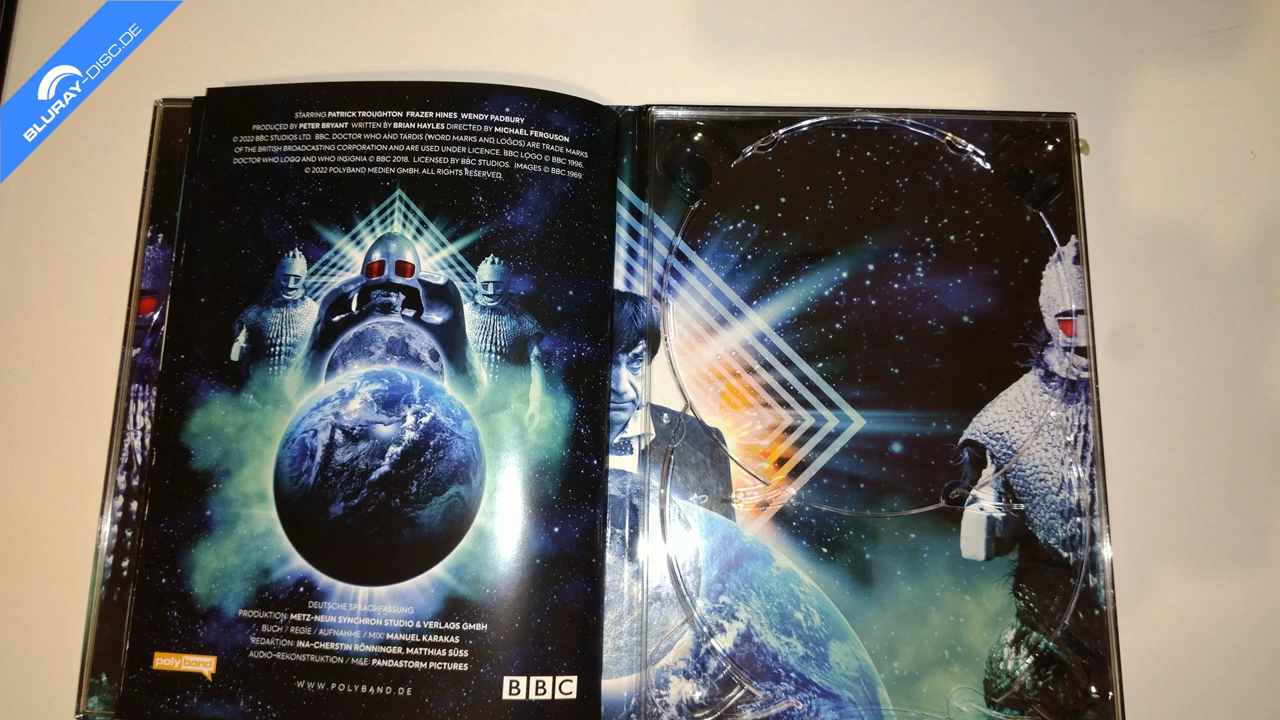 BLURAY-DISC.DE
STARRING PATRICK TROUGHTON FRAZER HINES WENDY PADBURY
PRODUCED BY PETER BRYANT WRITTEN BY BRIAN HAYLES DIRECTED BY MICHAEL FERGUSON
© 2022 BBC STUDIOS LTD. BBC, DOCTOR WHO AND TARDIS (WORD MARKS AND LOGOS) ARE TRADE MARKS
OF THE BRITISH BROADCASTING CORPORATION AND ARE USED UNDER LICENCE. BBC LOGO © BBC 1996.
DOCTOR WHO LOGO AND WHO INSIGNIA © BBC 2018. LICENSED BY BBC STUDIOS. IMAGES © BBC 1969.
© 2022 POLYBAND MEDIEN GMBH. ALL RIGHTS RESERVED.
DEUTSCHE SPRACHFASSUNG
PRODUKTION: METZ-NEUN SYNCHRON STUDIO & VERLAGS GMBH
BUCH / REGIE / AUFNAHME / MIX: MANUEL KARAKAS
REDAKTION: INA-CHERSTIN RÖNNINGER, MATTHIAS SÜSS
AUDIO-REKONSTRUKTION / M&E: PANDASTORM PICTURES
polyband
WWW.POLYBAND.DE
BBC